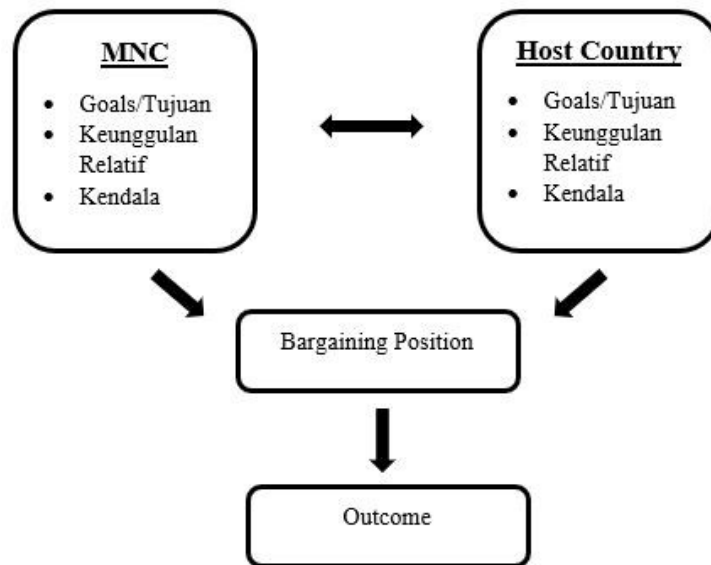 MNC
• Goals/Tujuan
• Keunggulan
Relatif
• Kendala
Host Country
• Goals/Tujuan
• Keunggulan
Relatif
• Kendala
Bargaining Position
Outcome